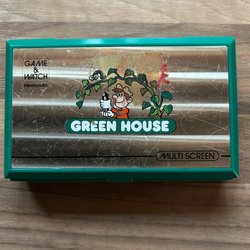 GAME
& WATCH
Nintendo
GREEN HOUSE
MULTI SCREEN